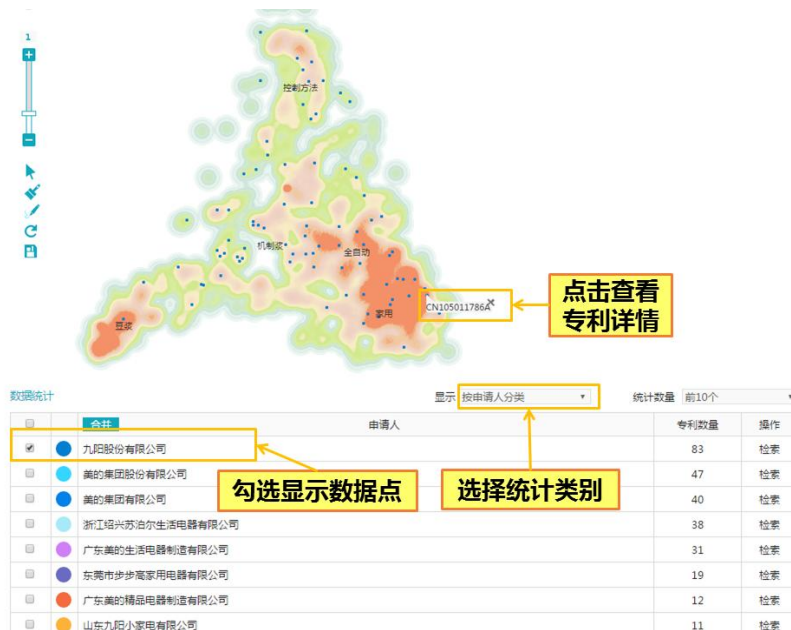 1
控制方法
机制浆
全自动
CN105011786A
家用
豆浆
点击查看
专利详情
数据统计
显示 按申请人分类
统计数量 前10个
合并 申请人 专利数量 操作
九阳股份有限公司 83 检索
美的集团股份有限公司 47 检索
美的集团有限公司 40 检索
浙江绍兴苏泊尔生活电器有限公司 38 检索
广东美的生活电器制造有限公司 31 检索
东莞市步步高家用电器有限公司 19 检索
广东美的精品电器制造有限公司 12 检索
山东九阳小家电有限公司 11 检索
勾选显示数据点
选择统计类别